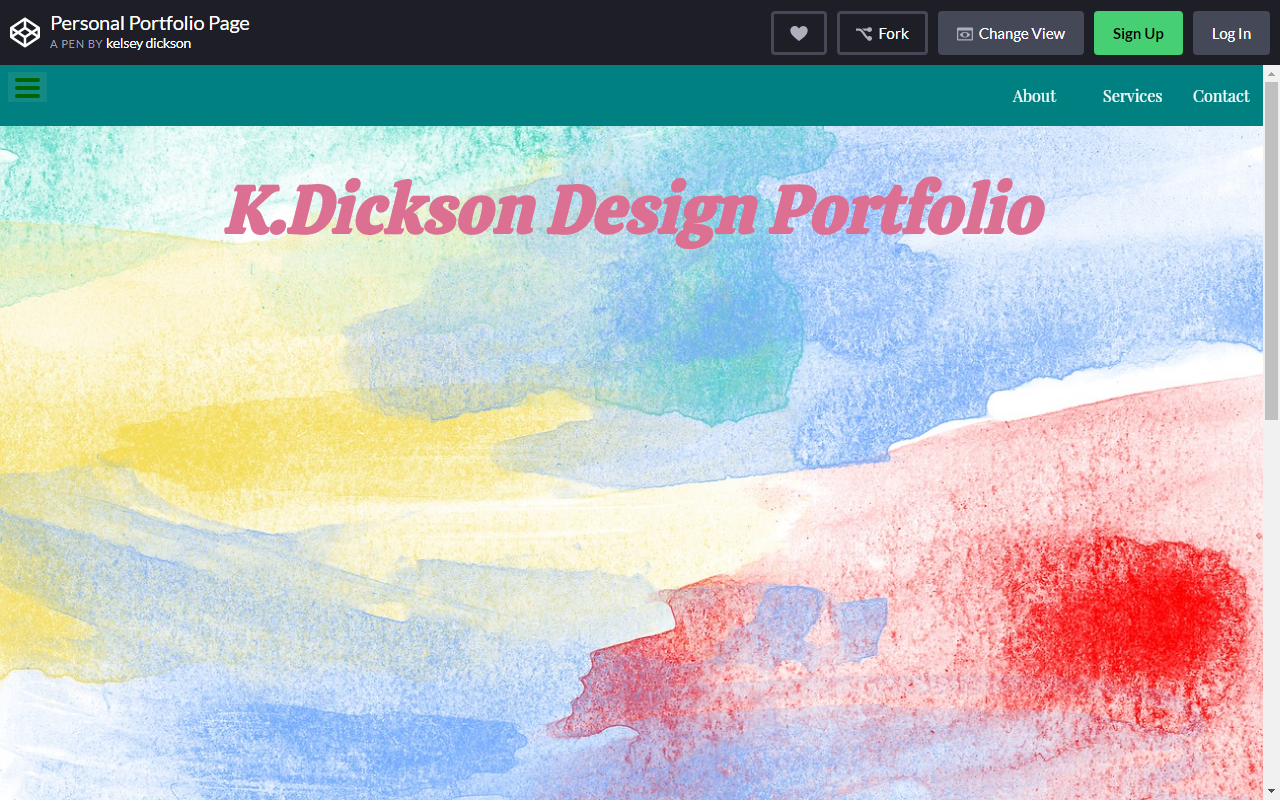 Personal Portfolio Page
A PEN BY kelsey dickson
Fork
Change View
Sign Up
Log In
About
Services
Contact
K.Dickson Design Portfolio